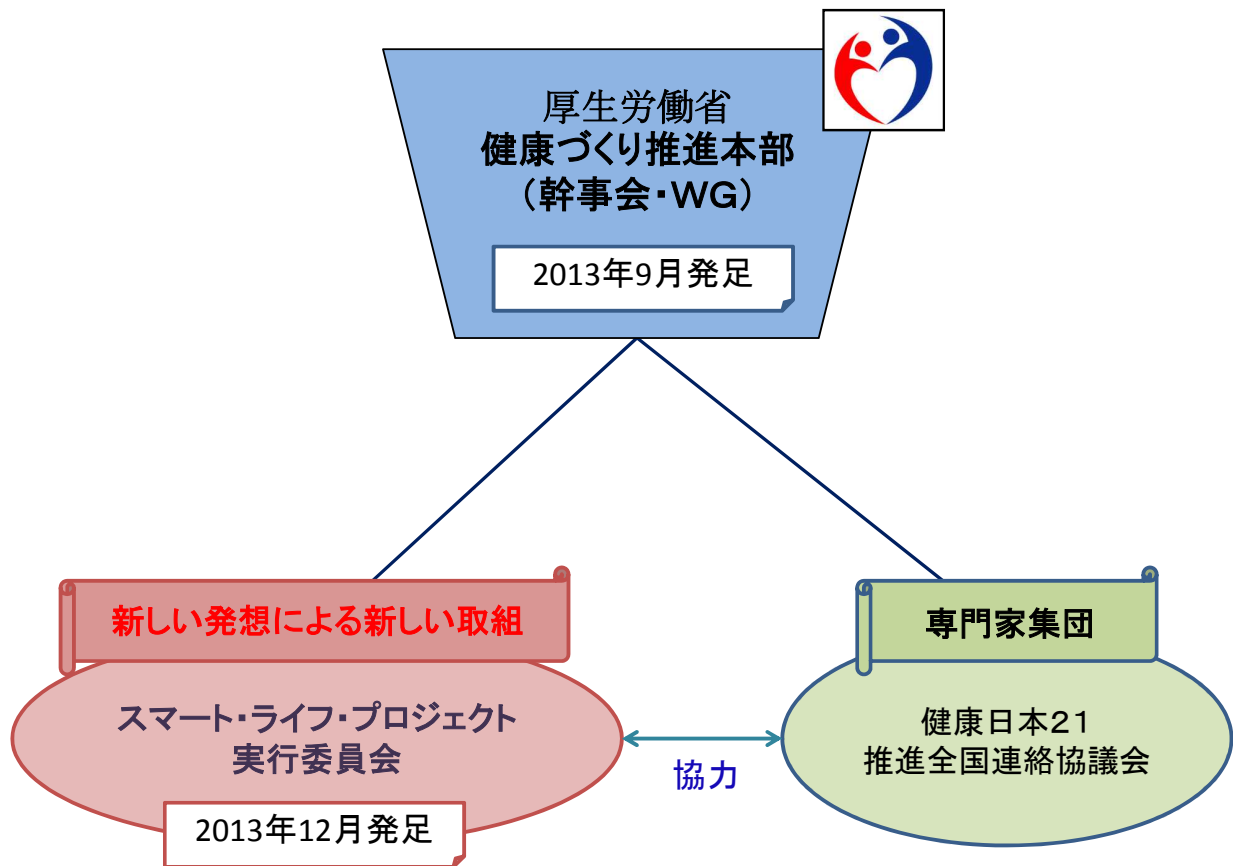 厚生労働省
健康づくり推進本部
（幹事会・WG）
2013年9月発足
新しい発想による新しい取組
スマート・ライフ・プロジェクト
実行委員会
2013年12月発足
協力
専門家集団
健康日本２１
推進全国連絡協議会